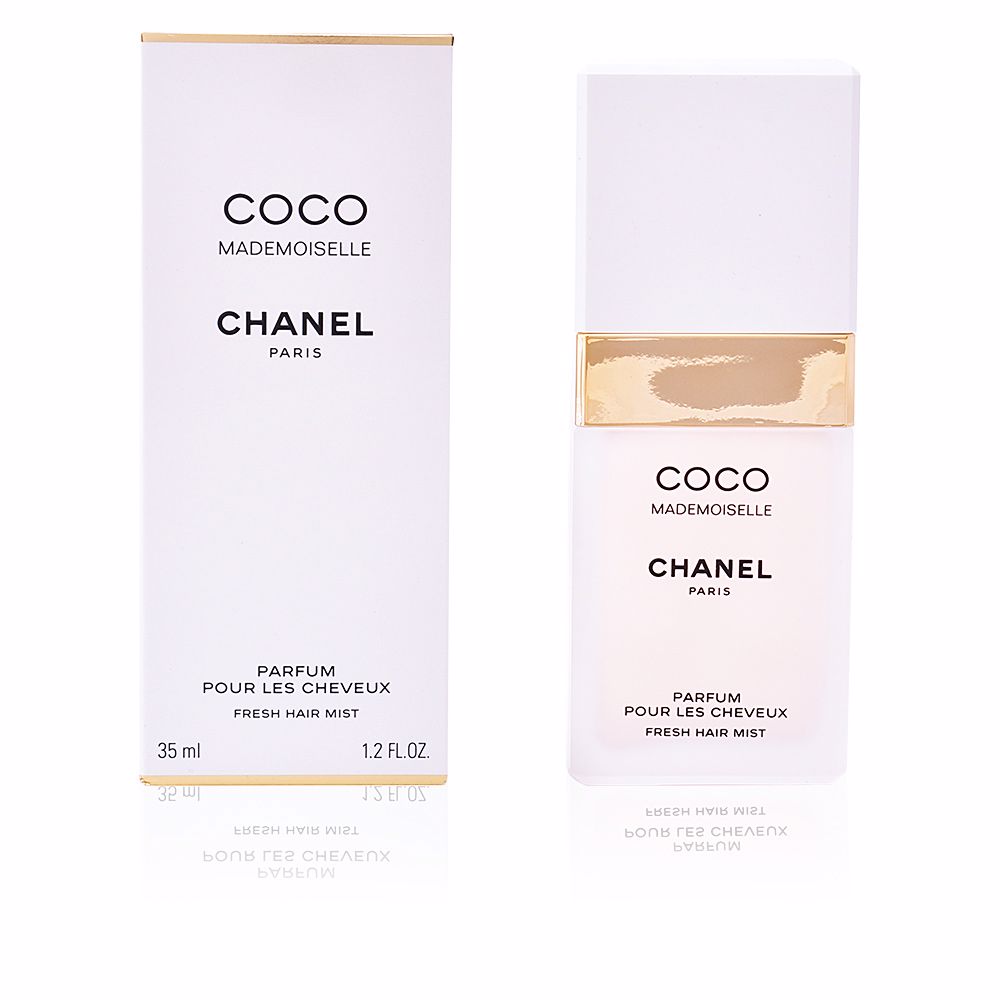 COCO
MADEMOISELLE
CHANEL
PARIS
PARFUM
POUR LES CHEVEUX
FRESH HAIR MIST
35 ml 1.2 FL.OZ.
COCO
MADEMOISELLE
CHANEL
PARIS
PARFUM
POUR LES CHEVEUX
FRESH HAIR MIST